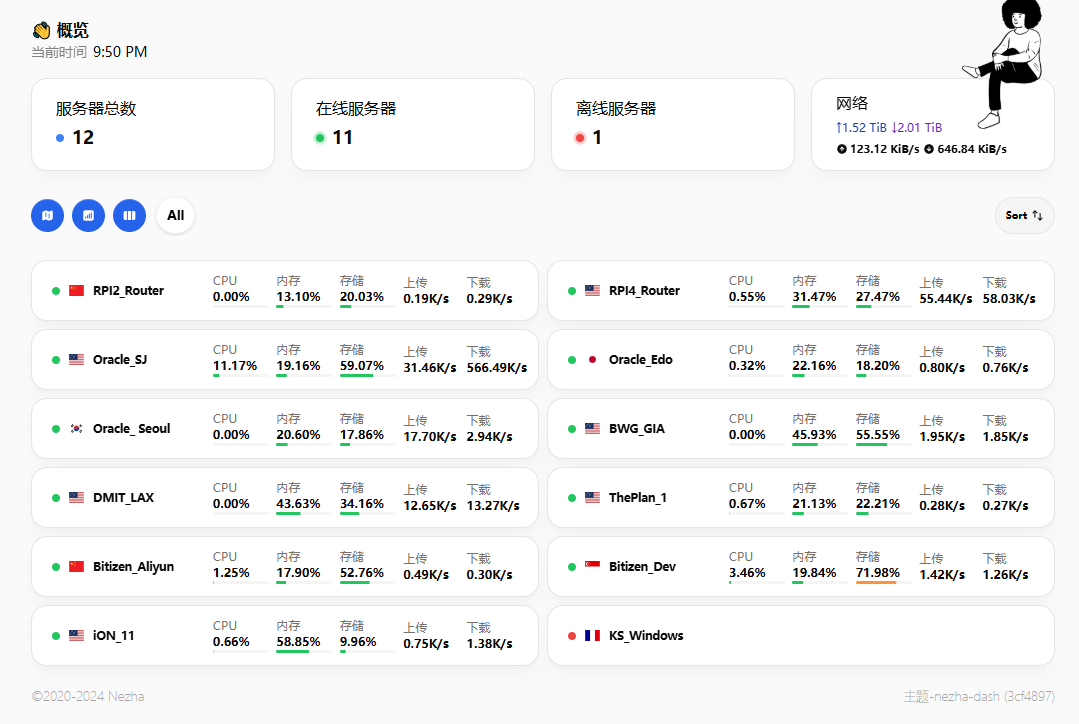 👋 概览
当前时间 9:50 PM
服务器总数
12
在线服务器
11
离线服务器
1
网络
↑1.52 TiB ↓2.01 TiB
123.12 KiB/s 646.84 KiB/s
All
Sort ↑↓
RPI2_Router
CPU 内存 存储 上传 下载
0.00% 13.10% 20.03% 0.19K/s 0.29K/s
RPI4_Router
CPU 内存 存储 上传 下载
0.55% 31.47% 27.47% 55.44K/s 58.03K/s
Oracle_SJ
CPU 内存 存储 上传 下载
11.17% 19.16% 59.07% 31.46K/s 566.49K/s
Oracle_Edo
CPU 内存 存储 上传 下载
0.32% 22.16% 18.20% 0.80K/s 0.76K/s
Oracle_ Seoul
CPU 内存 存储 上传 下载
0.00% 20.60% 17.86% 17.70K/s 2.94K/s
BWG_GIA
CPU 内存 存储 上传 下载
0.00% 45.93% 55.55% 1.95K/s 1.85K/s
DMIT_LAX
CPU 内存 存储 上传 下载
0.00% 43.63% 34.16% 12.65K/s 13.27K/s
ThePlan_1
CPU 内存 存储 上传 下载
0.67% 21.13% 22.21% 0.28K/s 0.27K/s
Bitizen_Aliyun
CPU 内存 存储 上传 下载
1.25% 17.90% 52.76% 0.49K/s 0.30K/s
Bitizen_Dev
CPU 内存 存储 上传 下载
3.46% 19.84% 71.98% 1.42K/s 1.26K/s
iON_11
CPU 内存 存储 上传 下载
0.66% 58.85% 9.96% 0.75K/s 1.38K/s
KS_Windows
©2020-2024 Nezha
主题-nezha-dash (3cf4897)